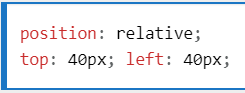 position: relative;
top: 40px; left: 40px;